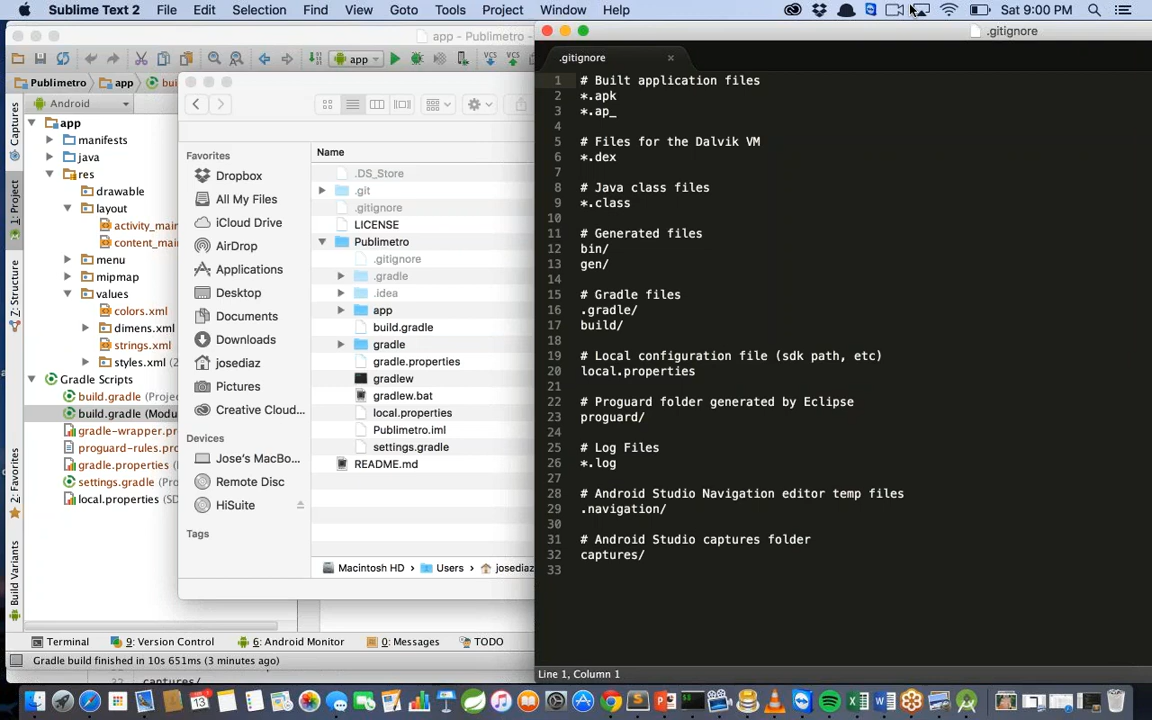 Sublime Text 2 File Edit Selection Find View Goto Tools Project Window Help Sat 9:00 PM
app - Publimetro
.gitignore
app
Publimetro app bui
Android
app
manifests
java
res
drawable
layout
activity_mai
content_mai
menu
mipmap
values
colors.xml
dimens.xml
strings.xml
styles.xml (2
Gradle Scripts
build.gradle (Projec
build.gradle (Modu
gradle-wrapper.pr
proguard-rules.pro
gradle.properties
settings.gradle (P
local.properties (SD
Captures
1: Project
7: Structure
2: Favorites
Build Variants
Favorites
Dropbox
All My Files
iCloud Drive
AirDrop
Applications
Desktop
Documents
Downloads
josediaz
Pictures
Creative Cloud...
Devices
Jose's MacBo...
Remote Disc
HiSuite
Tags
Name
.DS_Store
.git
.gitignore
LICENSE
Publimetro
.gitignore
.gradle
.idea
app
build.gradle
gradle
gradle.properties
gradlew
gradlew.bat
local.properties
Publimetro.iml
settings.gradle
README.md
Macintosh HD › Users › josediaz
.gitignore
1 # Built application files
2 *.apk
3 *.ap_
4
5 # Files for the Dalvik VM
6 *.dex
7
8 # Java class files
9 *.class
10
11 # Generated files
12 bin/
13 gen/
14
15 # Gradle files
16 .gradle/
17 build/
18
19 # Local configuration file (sdk path, etc)
20 local.properties
21
22 # Proguard folder generated by Eclipse
23 proguard/
24
25 # Log Files
26 *.log
27
28 # Android Studio Navigation editor temp files
29 .navigation/
30
31 # Android Studio captures folder
32 captures/
33
Terminal 9: Version Control 6: Android Monitor 0: Messages TODO
Gradle build finished in 10s 651ms (3 minutes ago)
Line 1, Column 1